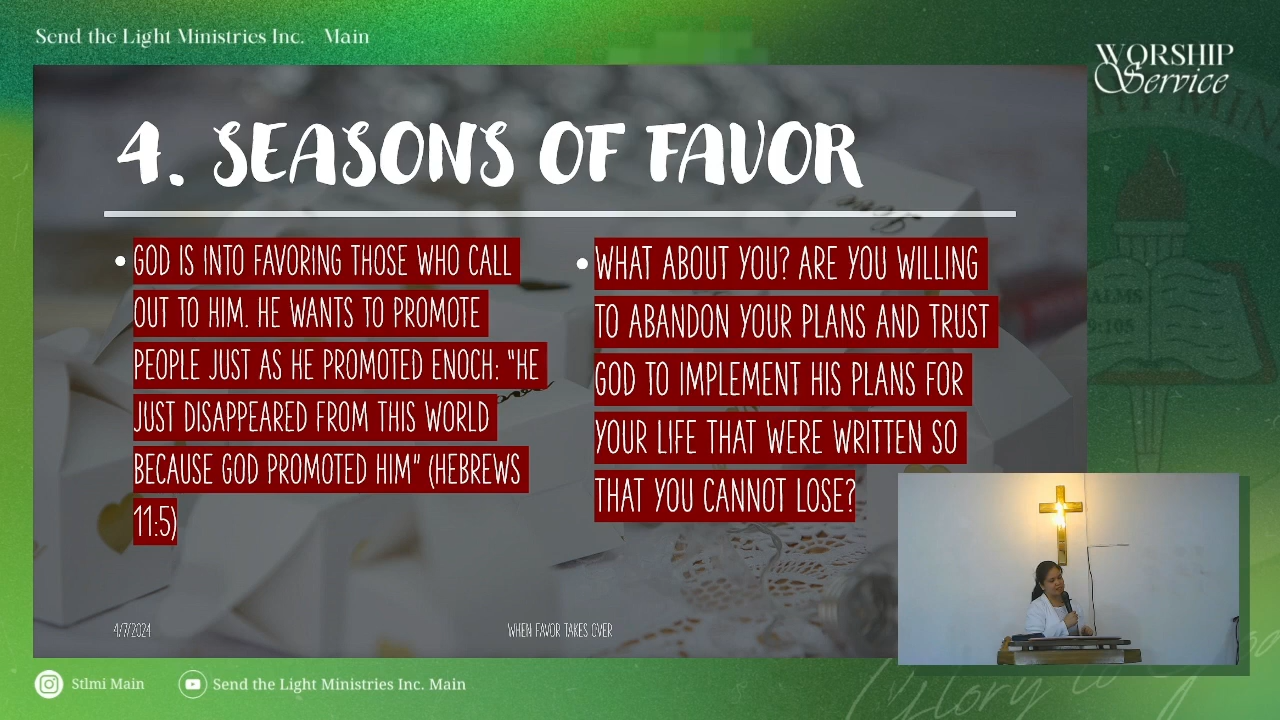 Send the Light Ministries Inc. Main
WORSHIP
Service
4. SEASONS OF FAVOR
• GOD IS INTO FAVORING THOSE WHO CALL
OUT TO HIM. HE WANTS TO PROMOTE
PEOPLE JUST AS HE PROMOTED ENOCH: "HE
JUST DISAPPEARED FROM THIS WORLD
BECAUSE GOD PROMOTED HIM" (HEBREWS
11:5)
• WHAT ABOUT YOU? ARE YOU WILLING
TO ABANDON YOUR PLANS AND TRUST
GOD TO IMPLEMENT HIS PLANS FOR
YOUR LIFE THAT WERE WRITTEN SO
THAT YOU CANNOT LOSE?
4/7/2024
WHEN FAVOR TAKES OVER
Stlmi Main
Send the Light Ministries Inc. Main